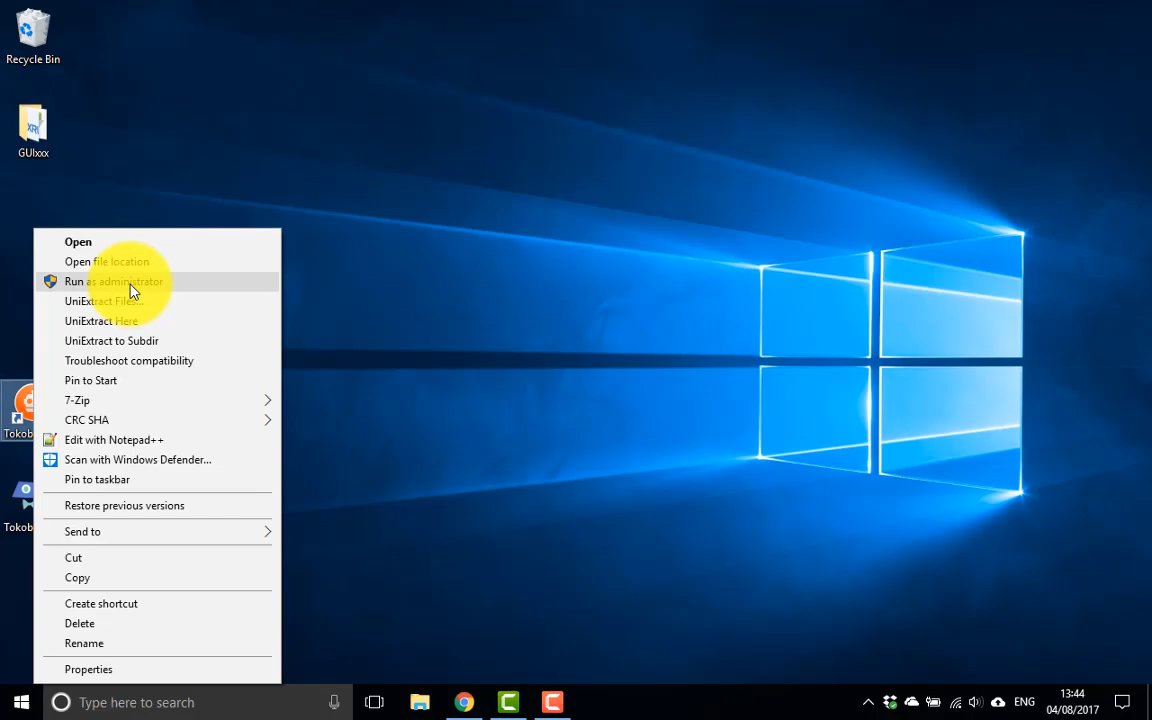 Recycle Bin
GUIxxx
Open
Open file location
Run as administrator
UniExtract Files...
UniExtract Here
UniExtract to Subdir
Troubleshoot compatibility
Pin to Start
7-Zip
CRC SHA
Edit with Notepad++
Scan with Windows Defender...
Pin to taskbar
Restore previous versions
Send to
Cut
Copy
Create shortcut
Delete
Rename
Properties
Type here to search
ENG
13:44
04/08/2017